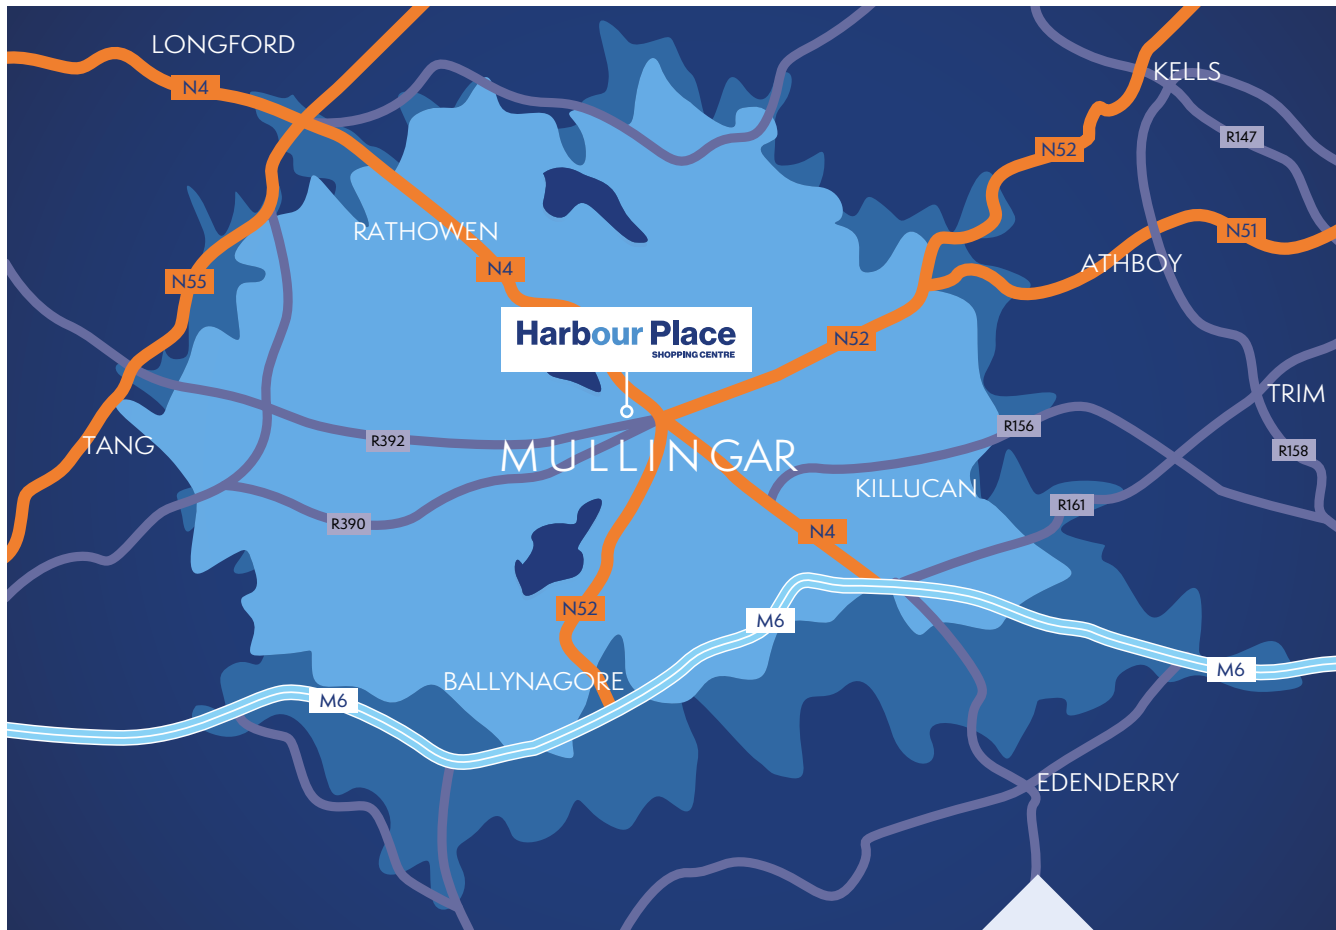 LONGFORD
KELLS
N4
R147
N52
RATHOWEN
N51
ATHBOY
N4
N55
Harbour Place
SHOPPING CENTRE
N52
TRIM
R156
R392
TANG
MULLINGAR
R158
KILLUCAN
R161
R390
N4
N52
M6
M6
BALLYNAGORE
M6
EDENDERRY